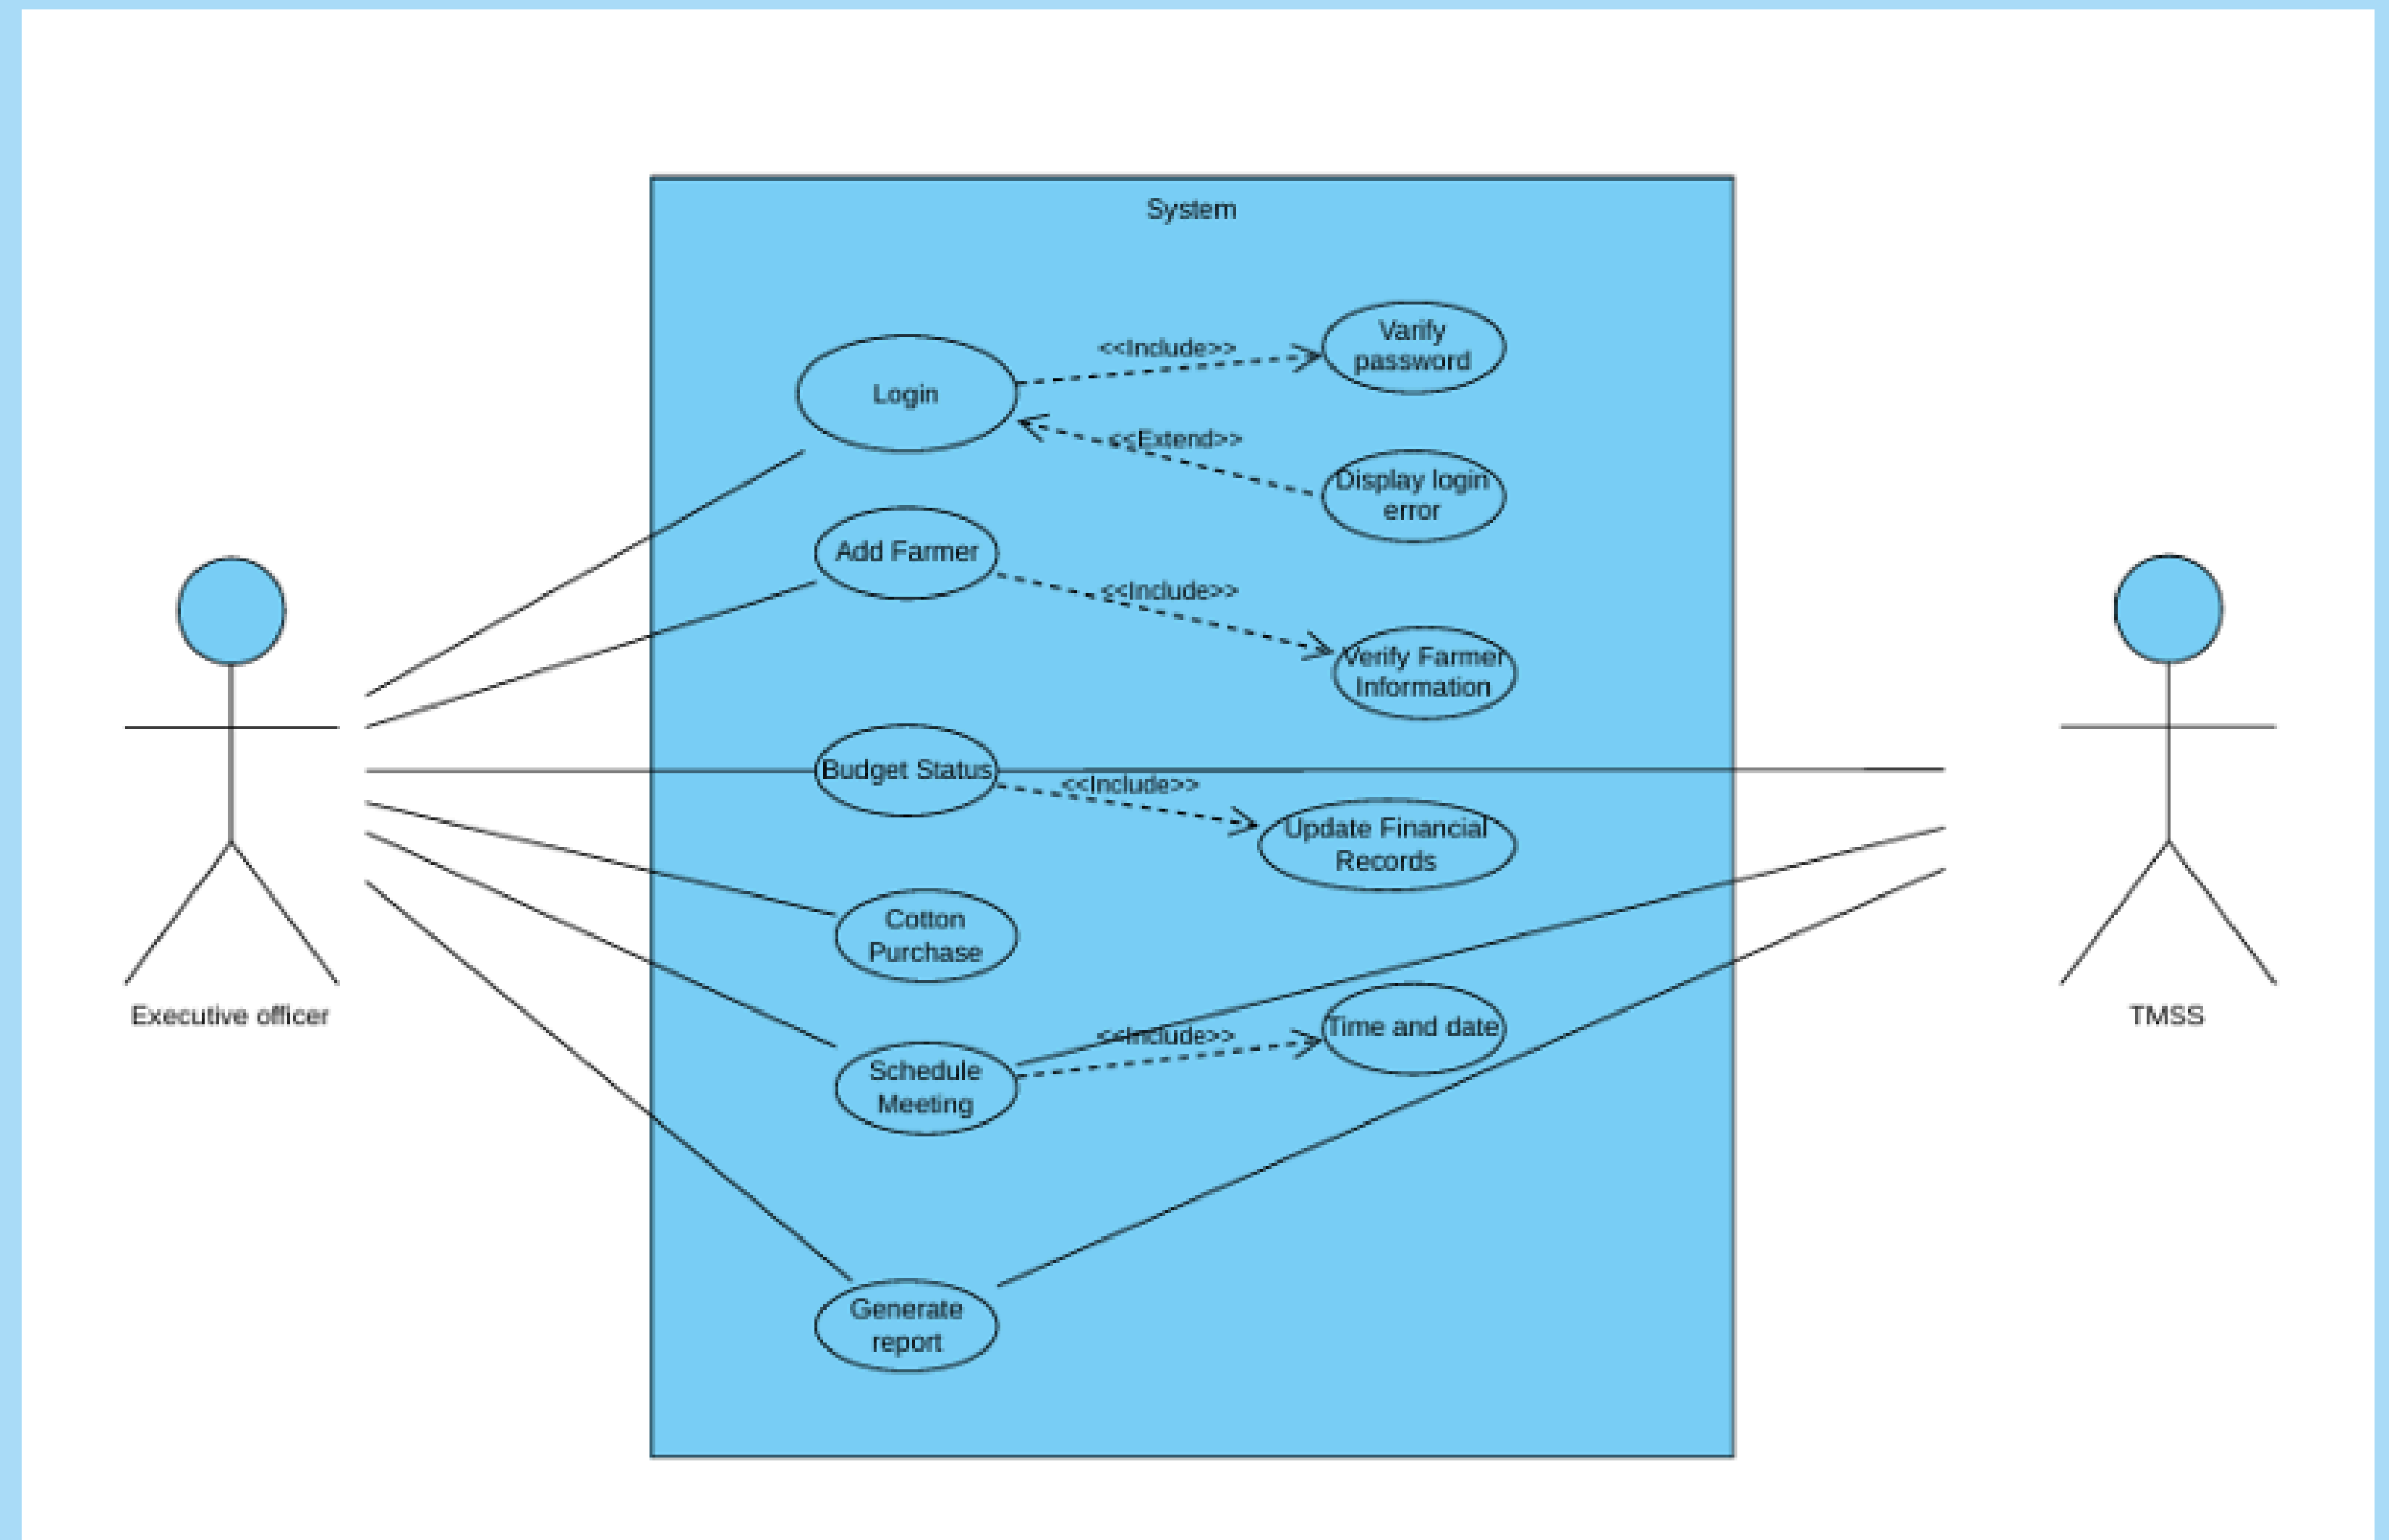 System
Varify
password
<<Include>>
Login
<<Extend>>
Display login
error
Add Farmer
<<Include>>
Verify Farmer
Information
Budget Status
<<Include>>
Update Financial
Records
Cotton
Purchase
Executive officer
TMSS
<<Include>>
Time and date
Schedule
Meeting
Generate
report